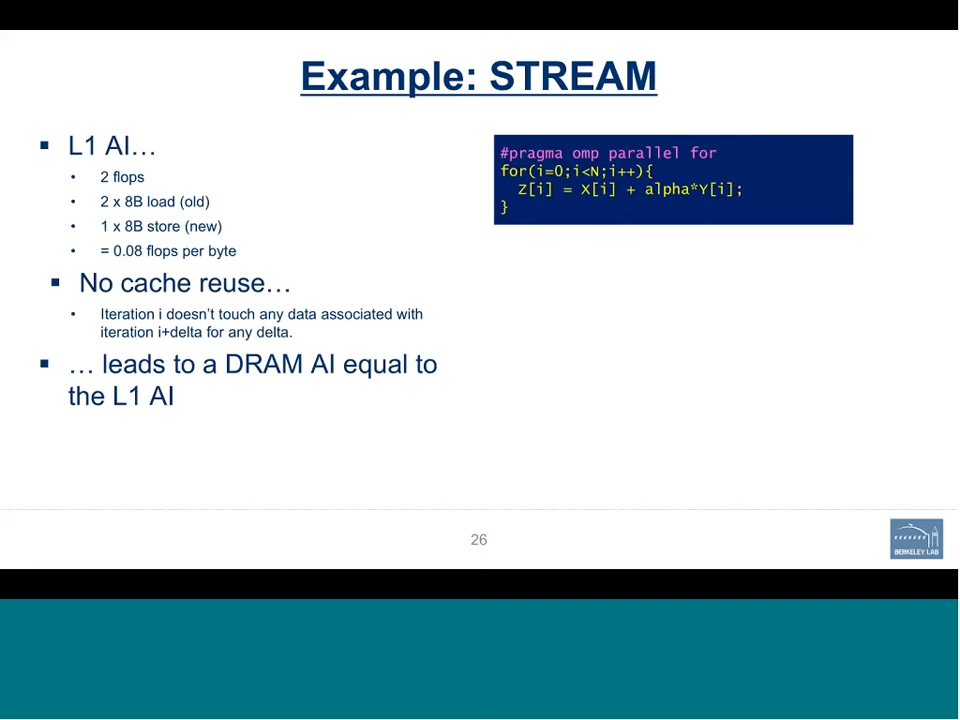 Example: STREAM
▪ L1 AI…
• 2 flops
• 2 x 8B load (old)
• 1 x 8B store (new)
• = 0.08 flops per byte
▪ No cache reuse…
• Iteration i doesn't touch any data associated with
iteration i+delta for any delta.
▪ … leads to a DRAM AI equal to
the L1 AI
#pragma omp parallel for
for(i=0;i<N;i++){
Z[i] = X[i] + alpha*Y[i];
}
26
BERKELEY LAB